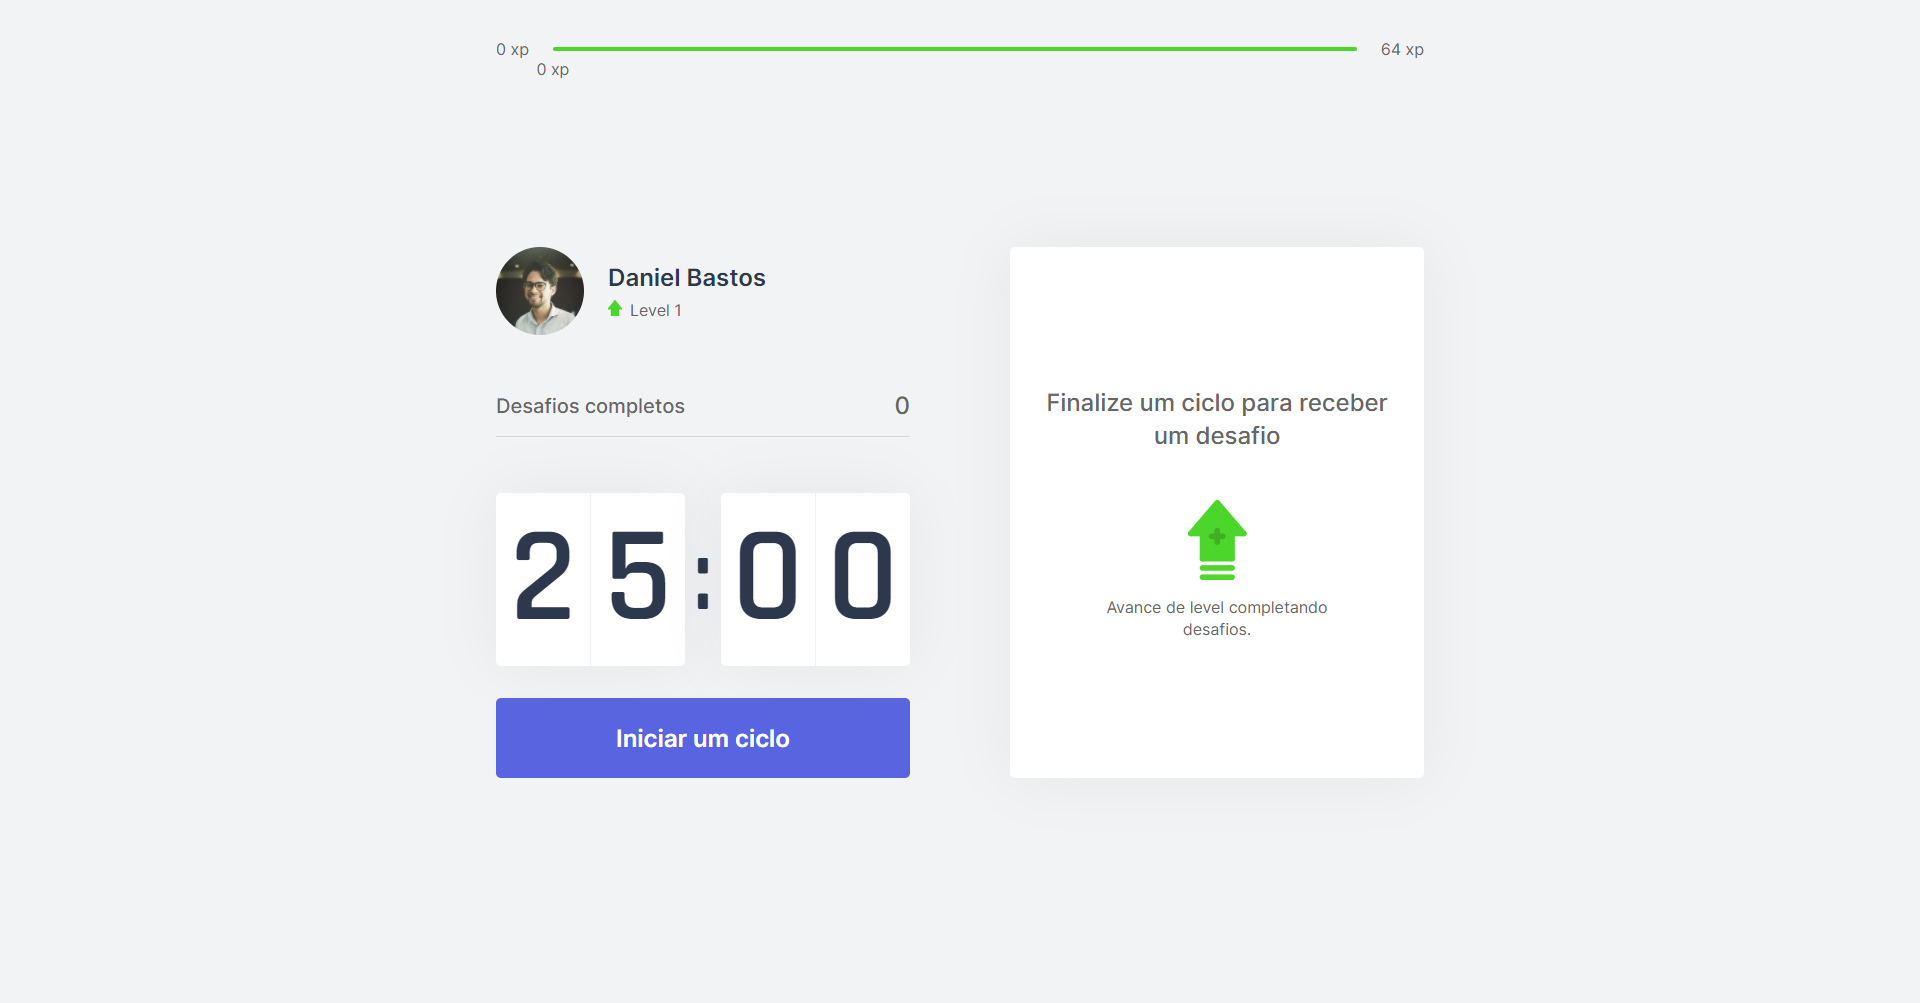 0 xp
64 xp
0 xp
Daniel Bastos
Level 1
Desafios completos
0
25:00
Iniciar um ciclo
Finalize um ciclo para receber
um desafio
Avance de level completando
desafios.